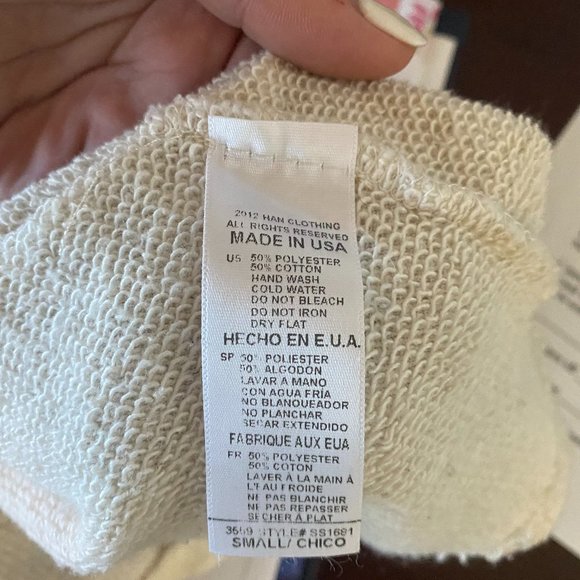 2012 HAN CLOTHING
ALL RIGHTS RESERVED
MADE IN USA
US 50% POLYESTER
50% COTTON
HAND WASH
COLD WATER
DO NOT BLEACH
DO NOT IRON
DRY FLAT
HECHO EN E.U.A.
SP 50% POLIESTER
50% ALGODON
LAVAR A MANO
CON AGUA FRÍA
NO BLANQUEADOR
NO PLANCHAR
SECAR EXTENDIDO
FABRIQUE AUX EUA
FR 50% POLYESTER
50% COTON
LAVER À LA MAIN À
L'EAU FROIDE
NE PAS BLANCHIR
NE PAS REPASSER
SÉCHER À PLAT
3559 STYLE# SS1681
SMALL/ CHICO